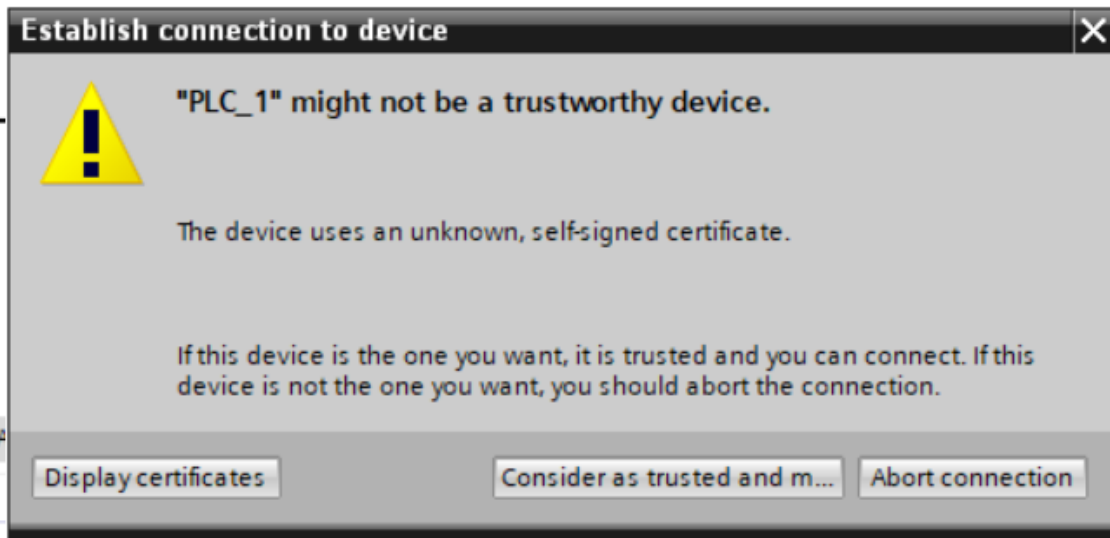 Establish connection to device
"PLC_1" might not be a trustworthy device.
The device uses an unknown, self-signed certificate.
If this device is the one you want, it is trusted and you can connect. If this
device is not the one you want, you should abort the connection.
Display certificates
Consider as trusted and m...
Abort connection